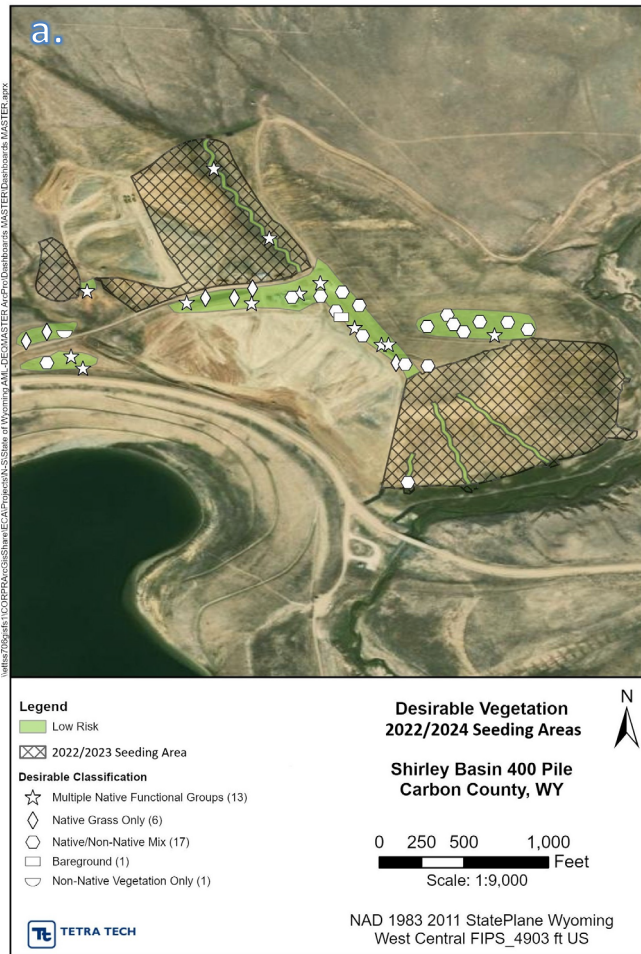 a.
Legend
Low Risk
2022/2023 Seeding Area
Desirable Classification
Multiple Native Functional Groups (13)
Native Grass Only (6)
Native/Non-Native Mix (17)
Bareground (1)
Non-Native Vegetation Only (1)
Tt TETRA TECH
Desirable Vegetation
2022/2024 Seeding Areas
Shirley Basin 400 Pile
Carbon County, WY
N
0 250 500 1,000
Feet
Scale: 1:9,000
NAD 1983 2011 StatePlane Wyoming
West Central FIPS_4903 ft US